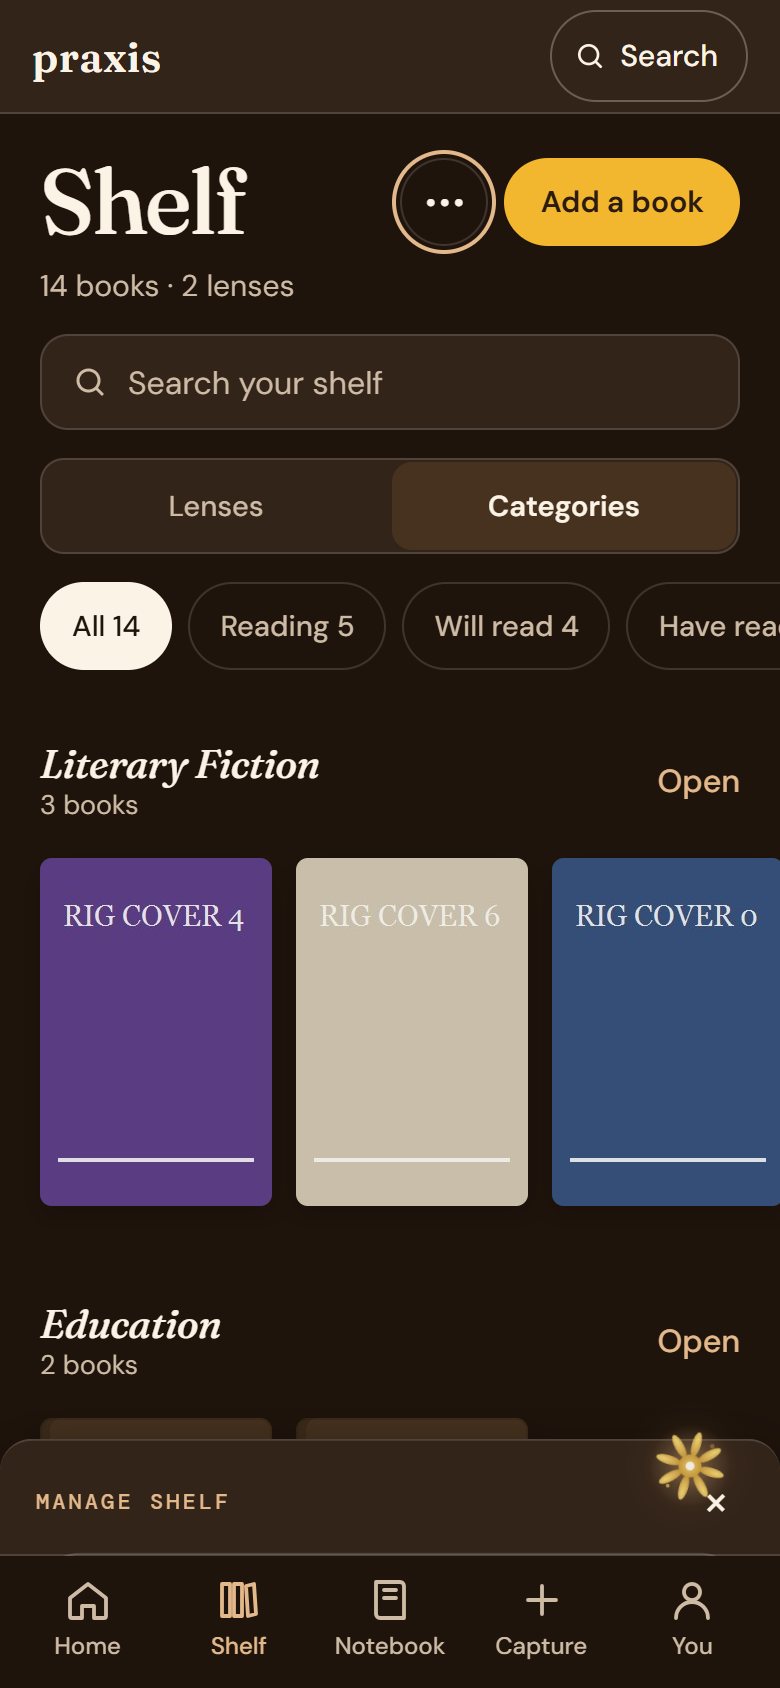 praxis
Search
Shelf
Add a book
14 books · 2 lenses
Search your shelf
Lenses
Categories
All 14
Reading 5
Will read 4
Have rea
Literary Fiction
Open
3 books
RIG COVER 4
RIG COVER 6
RIG COVER 0
Education
Open
2 books
MANAGE SHELF
Home
Shelf
Notebook
Capture
You